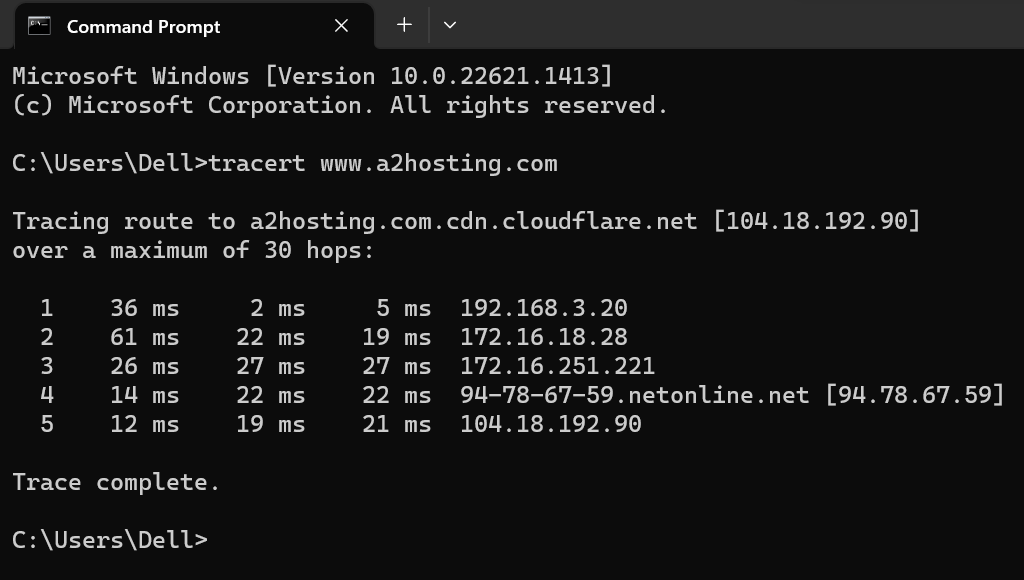 Command Prompt
Microsoft Windows [Version 10.0.22621.1413]
(c) Microsoft Corporation. All rights reserved.
C:\Users\Dell>tracert www.a2hosting.com
Tracing route to a2hosting.com.cdn.cloudflare.net [104.18.192.90]
over a maximum of 30 hops:
1 36 ms 2 ms 5 ms 192.168.3.20
2 61 ms 22 ms 19 ms 172.16.18.28
3 26 ms 27 ms 27 ms 172.16.251.221
4 14 ms 22 ms 22 ms 94-78-67-59.netonline.net [94.78.67.59]
5 12 ms 19 ms 21 ms 104.18.192.90
Trace complete.
C:\Users\Dell>